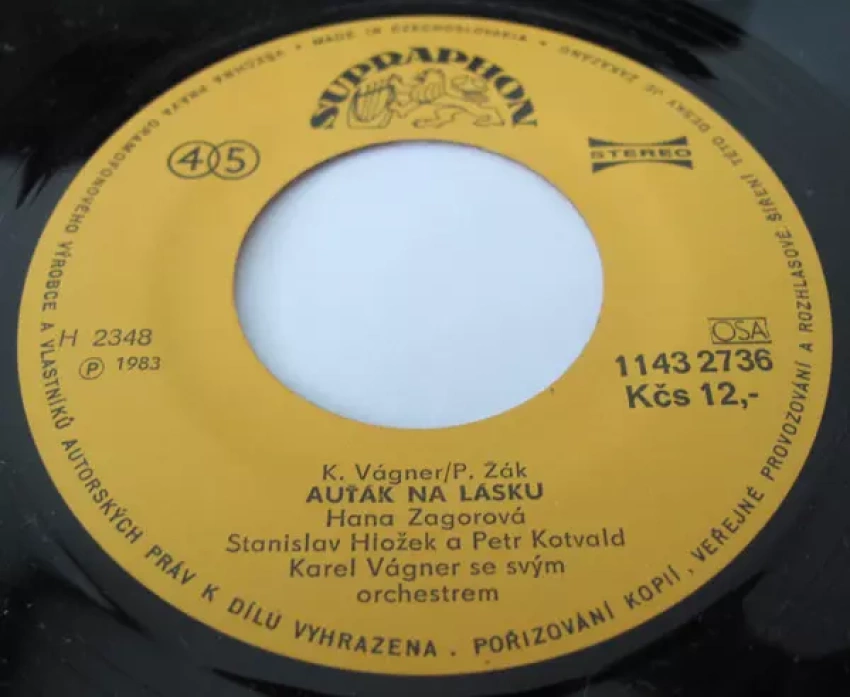 SUPRAPHON
45
STEREO
H 2348
Ⓟ 1983
OSA
1143 2736
Kčs 12,-
K. Vágner/P. Žák
AUŤÁK NA LÁSKU
Hana Zagorová
Stanislav Hložek a Petr Kotvald
Karel Vágner se svým
orchestrem
MADE IN CZECHOSLOVAKIA • VŠECHNA PRÁVA GRAMOFONOVÉHO VÝROBCE A VLASTNÍKŮ AUTORSKÝCH PRÁV K DÍLŮ VYHRAZENA . POŘIZOVÁNÍ KOPIÍ, VEŘEJNÉ PROVOZOVÁNÍ A ROZHLASOVÉ ŠÍŘENÍ TÉTO DESKY JE ZAKÁZÁNO •